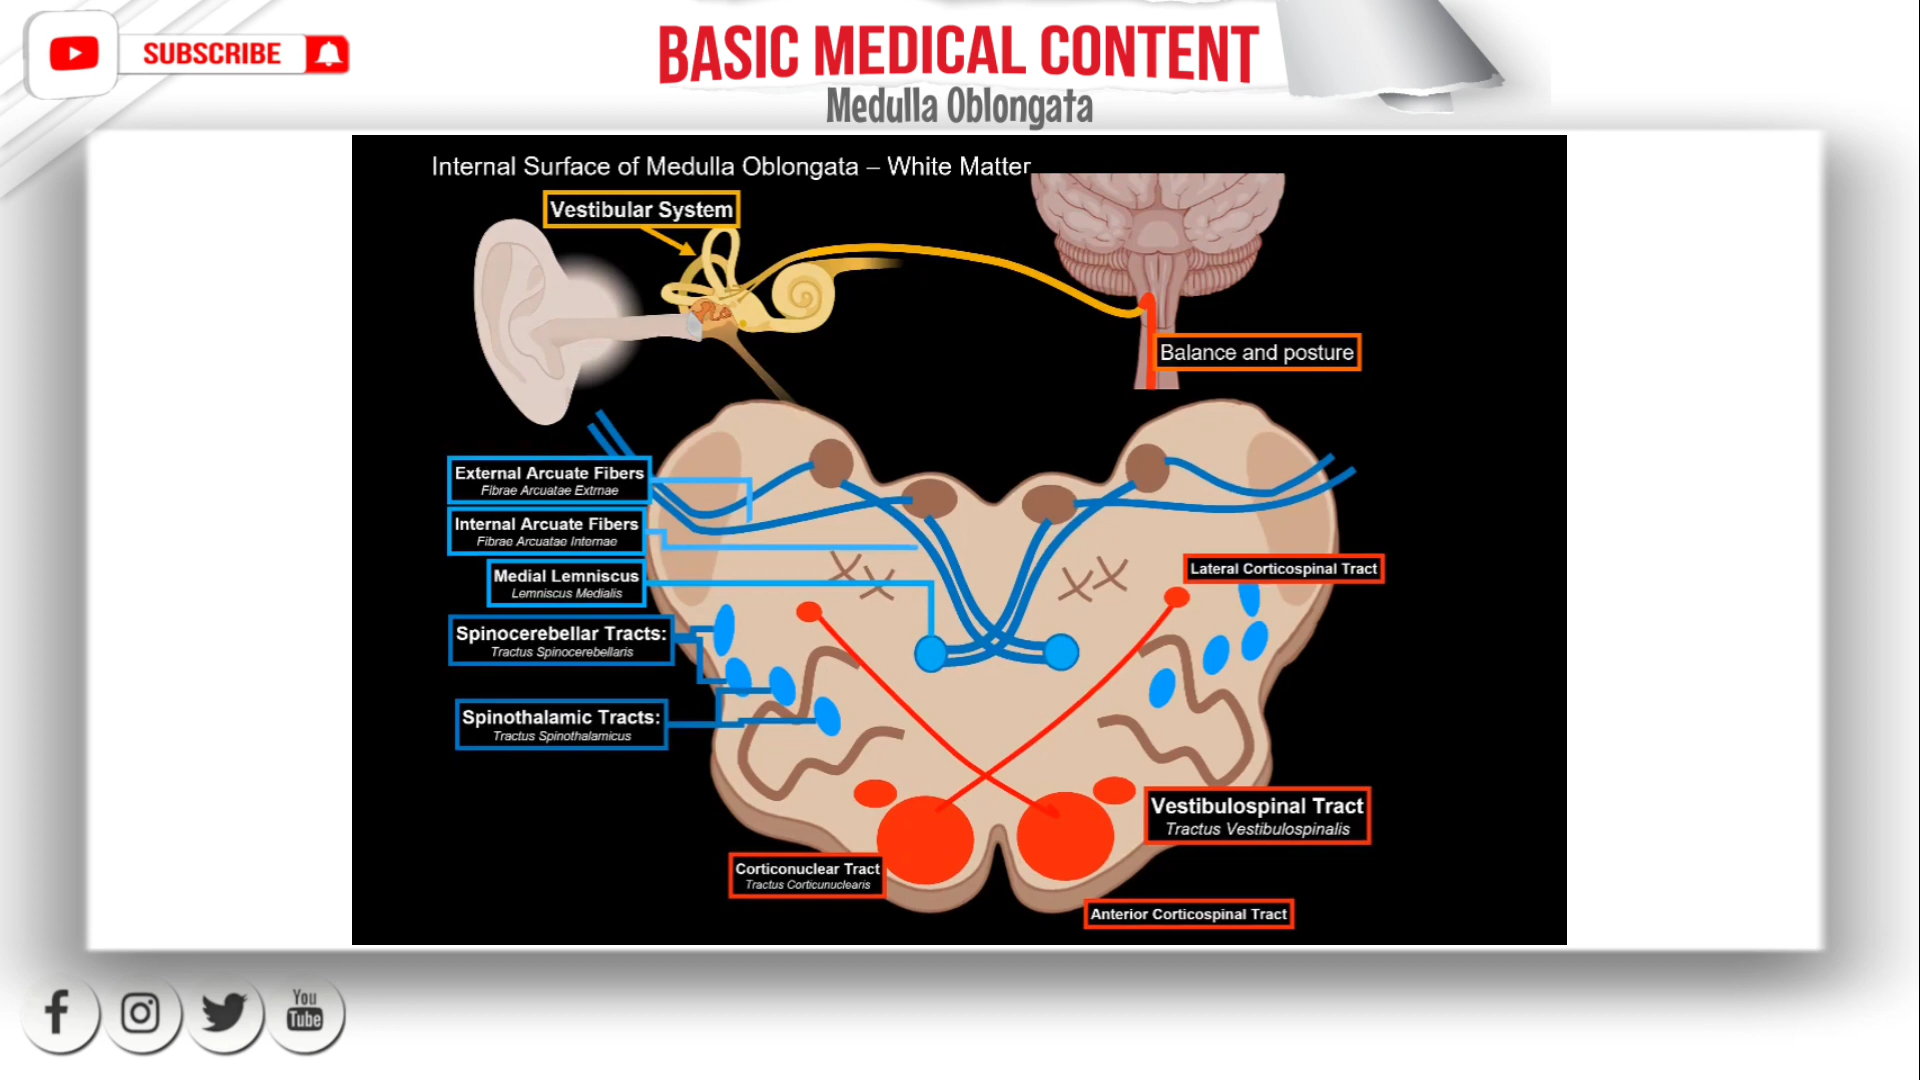 SUBSCRIBE
BASIC MEDICAL CONTENT
Medulla Oblongata
Internal Surface of Medulla Oblongata – White Matter
Vestibular System
Balance and posture
External Arcuate Fibers
Fibrae Arcuatae Extrnae
Internal Arcuate Fibers
Fibrae Arcuatae Internae
Medial Lemniscus
Lemniscus Medialis
Lateral Corticospinal Tract
Spinocerebellar Tracts:
Tractus Spinocerebellaris
Spinothalamic Tracts:
Tractus Spinothalamicus
Vestibulospinal Tract
Tractus Vestibulospinalis
Corticonuclear Tract
Tractus Corticunuclearis
Anterior Corticospinal Tract
You
Tube